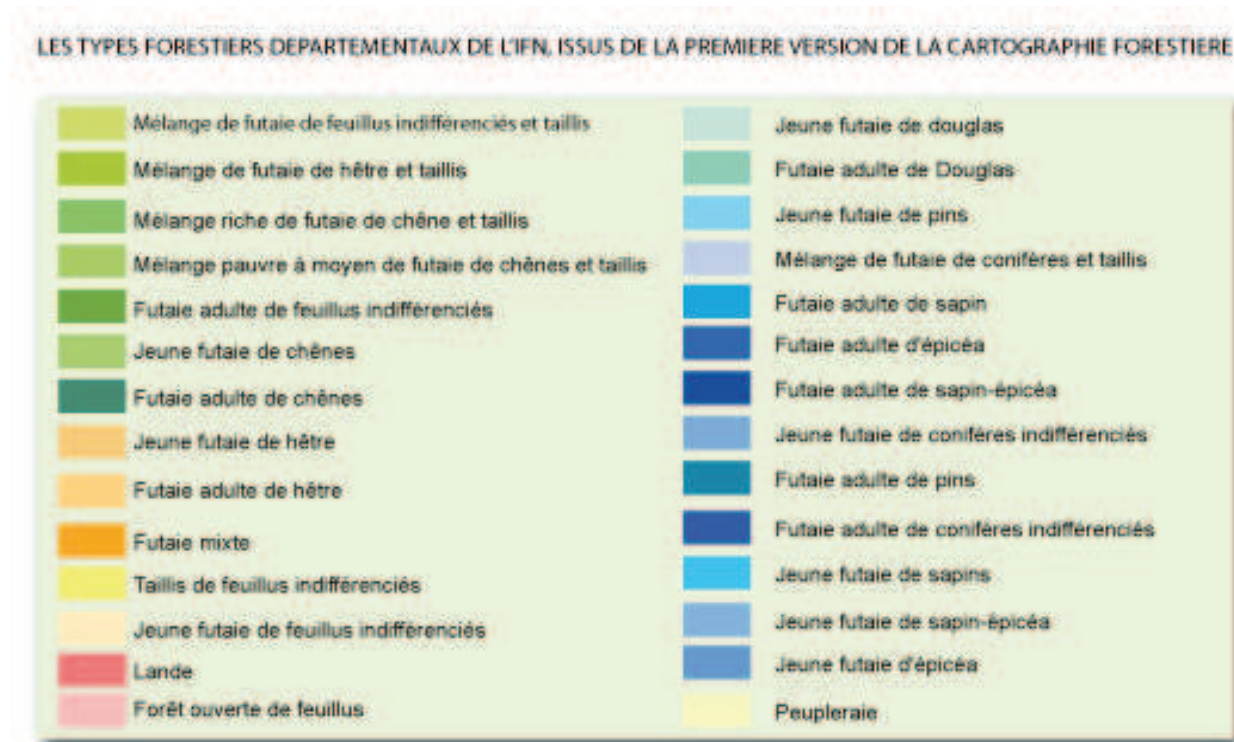 LES TYPES FORESTIERS DEPARTEMENTAUX DE L'IFN, ISSUS DE LA PREMIERE VERSION DE LA CARTOGRAPHIE FORESTIERE
Mélange de futaie de feuillus indifférenciés et taillis
Mélange de futaie de hêtre et taillis
Mélange riche de futaie de chêne et taillis
Mélange pauvre à moyen de futaie de chênes et taillis
Futaie adulte de feuillus indifférenciés
Jeune futaie de chênes
Futaie adulte de chênes
Jeune futaie de hêtre
Futaie adulte de hêtre
Futaie mixte
Taillis de feuillus indifférenciés
Jeune futaie de feuillus indifférenciés
Lande
Forêt ouverte de feuillus
Jeune futaie de douglas
Futaie adulte de Douglas
Jeune futaie de pins
Mélange de futaie de conifères et taillis
Futaie adulte de sapin
Futaie adulte d'épicéa
Futaie adulte de sapin-épicéa
Jeune futaie de conifères indifférenciés
Futaie adulte de pins
Futaie adulte de conifères indifférenciés
Jeune futaie de sapins
Jeune futaie de sapin-épicéa
Jeune futaie d'épicéa
Peupleraie